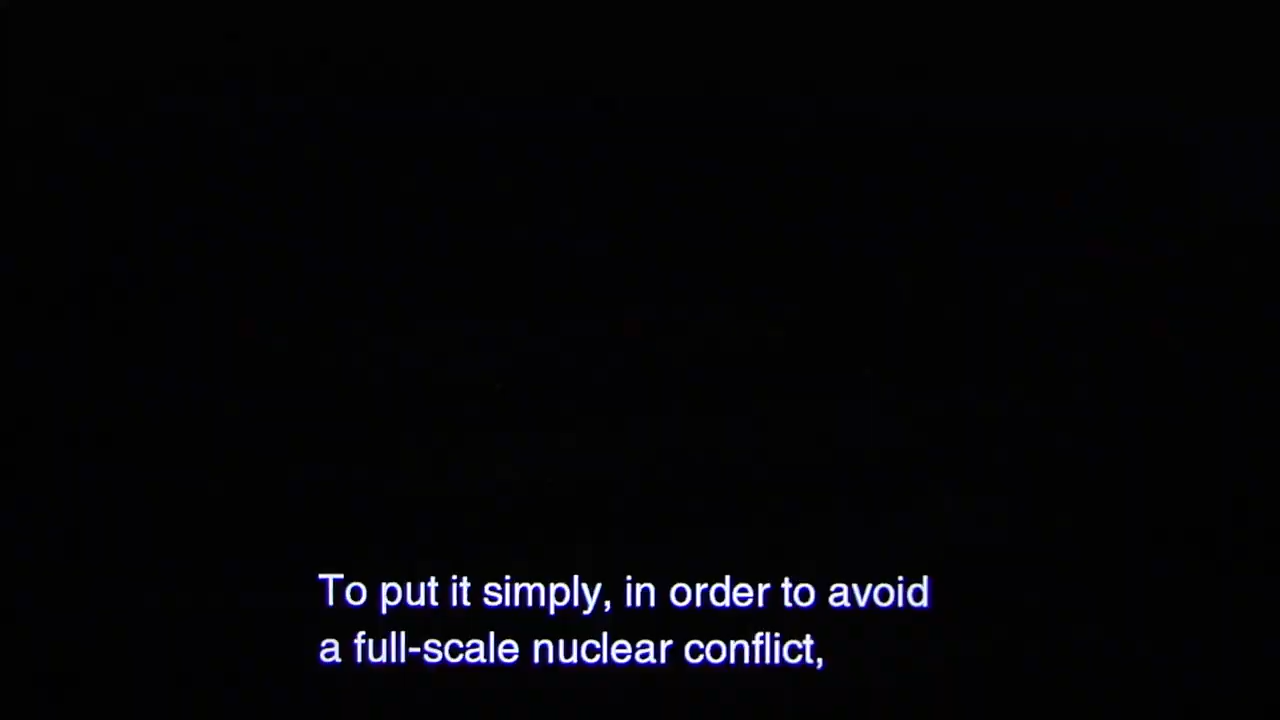 To put it simply, in order to avoid
a full-scale nuclear conflict,